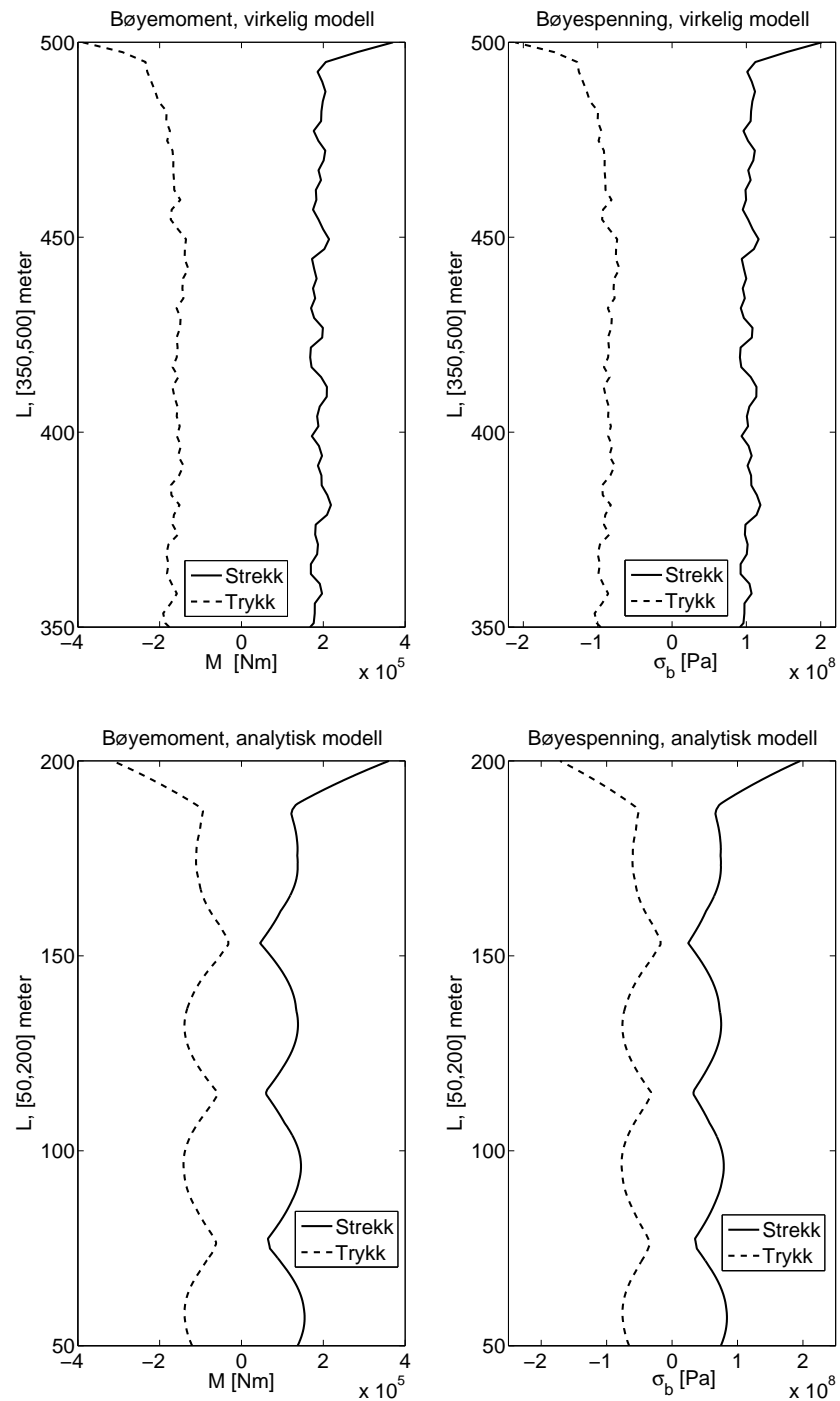 Bøyemoment, virkelig modell
500
450
400
350
L, [350,500] meter
Strekk
Trykk
−4 −2 0 2 4
M [Nm]
x 10^5
Bøyespenning, virkelig modell
500
450
400
350
L, [350,500] meter
Strekk
Trykk
−2 −1 0 1 2
σ_b [Pa]
x 10^8
Bøyemoment, analytisk modell
200
150
100
50
L, [50,200] meter
Strekk
Trykk
−4 −2 0 2 4
M [Nm]
x 10^5
Bøyespenning, analytisk modell
200
150
100
50
L, [50,200] meter
Strekk
Trykk
−2 −1 0 1 2
σ_b [Pa]
x 10^8